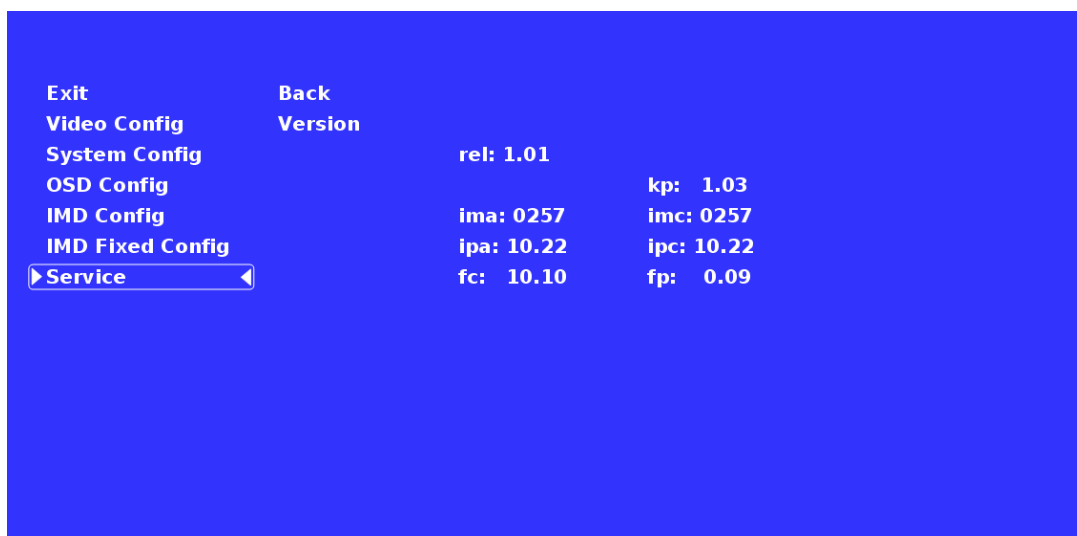 Exit Back
Video Config Version
System Config rel: 1.01
OSD Config kp: 1.03
IMD Config ima: 0257 imc: 0257
IMD Fixed Config ipa: 10.22 ipc: 10.22
Service fc: 10.10 fp: 0.09